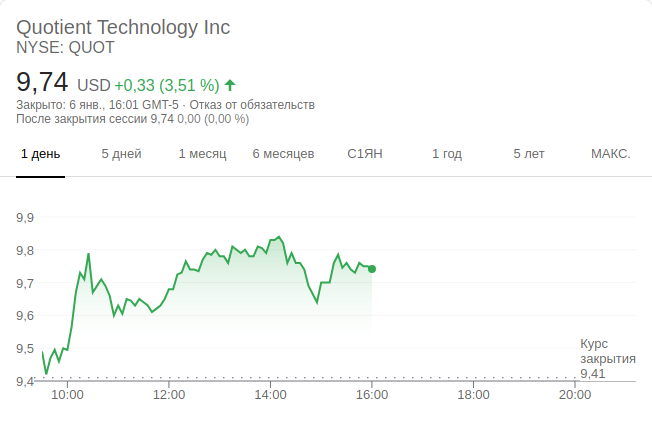 Quotient Technology Inc
NYSE: QUOT
9,74 USD +0,33 (3,51 %)
Закрыто: 6 янв., 16:01 GMT-5 · Отказ от обязательств
После закрытия сессии 9,74 0,00 (0,00 %)
1 день 5 дней 1 месяц 6 месяцев С1ЯН 1 год 5 лет МАКС.
9,9
9,8
9,7
9,6
9,5
9,4
Курс
закрытия
9,41
10:00 12:00 14:00 16:00 18:00 20:00